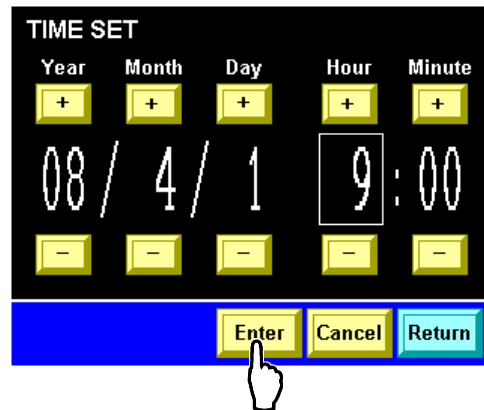 TIME SET
Year Month Day Hour Minute
+ + + + +
08/ 4/ 1 9:00
− − − − −
Enter Cancel Return